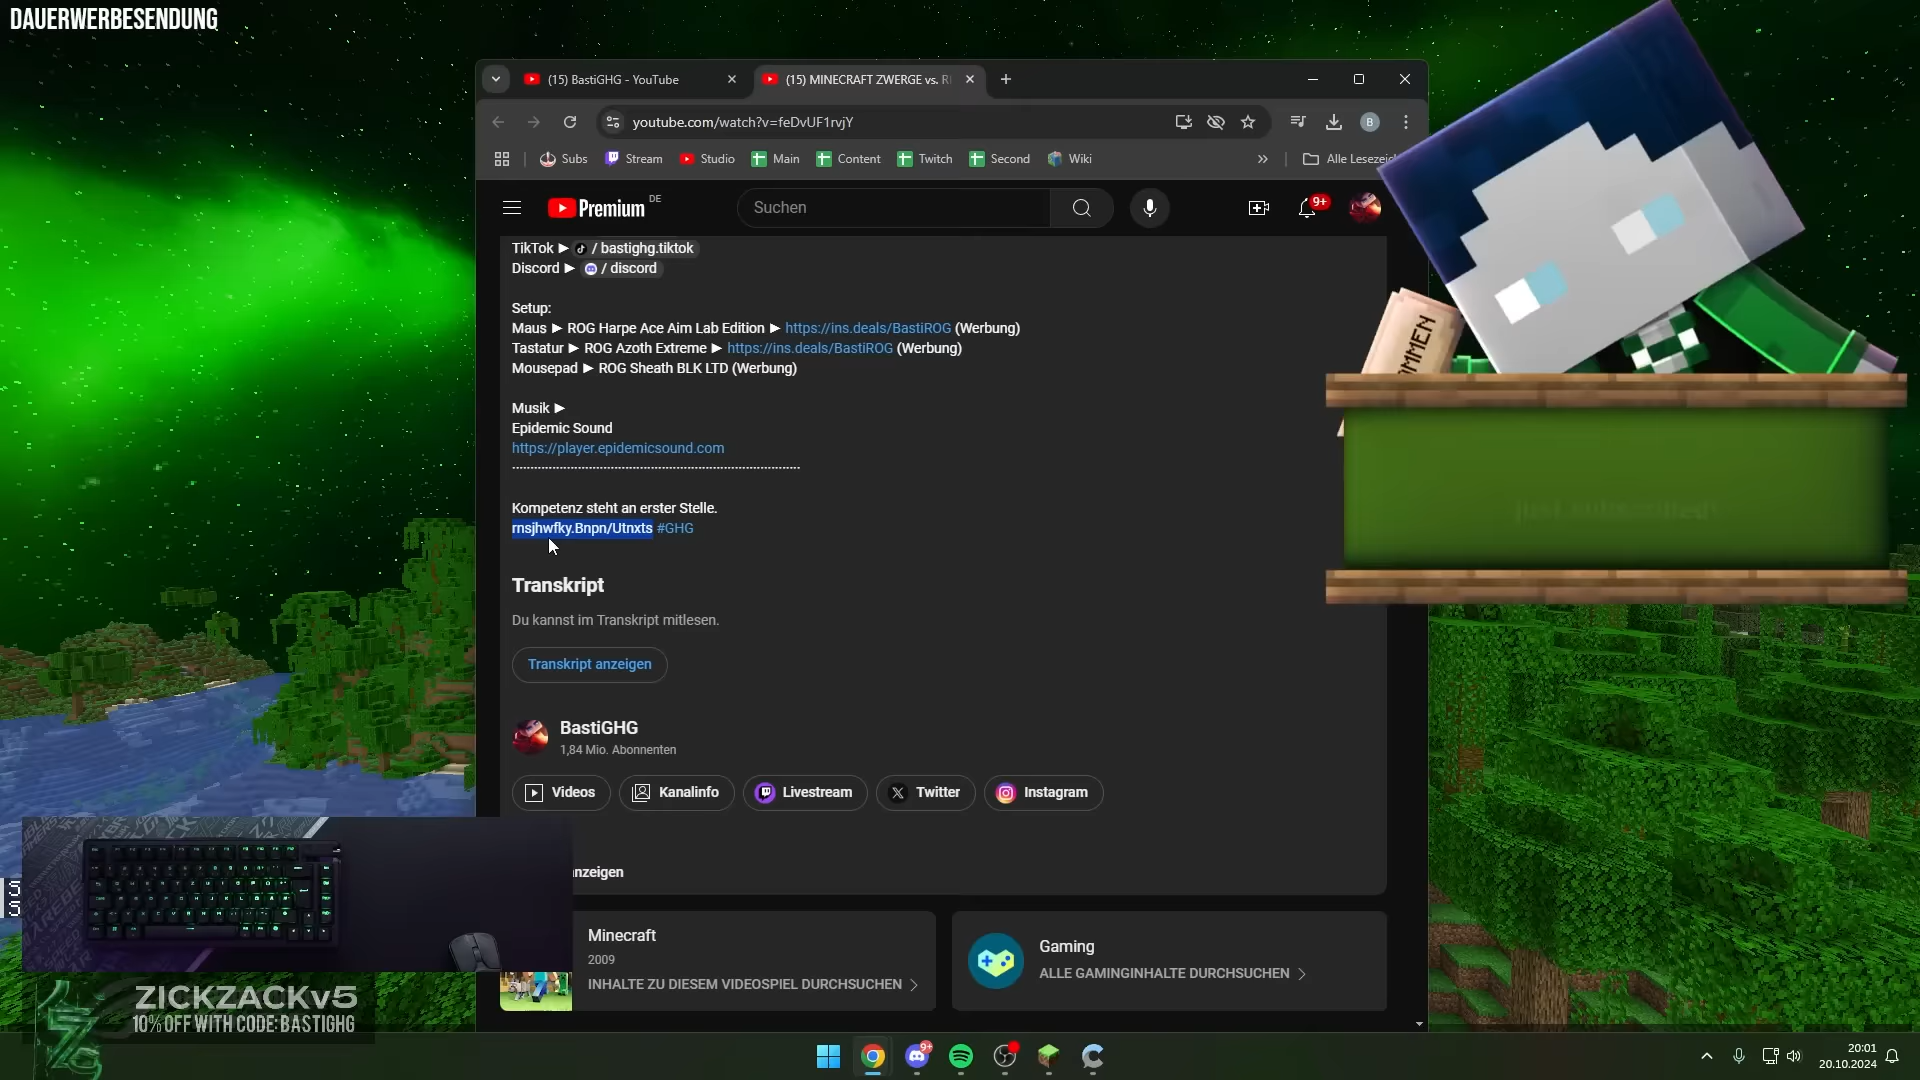 DAUERWERBESENDUNG
(15) BastiGHG - YouTube
(15) MINECRAFT ZWERGE vs. RI
youtube.com/watch?v=feDvUF1rvjY
Subs
Stream
Studio
Main
Content
Twitch
Second
Wiki
»
Alle Lesezeic
B
Premium
DE
Suchen
9+
TikTok ► / bastighg.tiktok
Discord ► / discord
Setup:
Maus ► ROG Harpe Ace Aim Lab Edition ► https://ins.deals/BastiROG (Werbung)
Tastatur ► ROG Azoth Extreme ► https://ins.deals/BastiROG (Werbung)
Mousepad ► ROG Sheath BLK LTD (Werbung)
Musik ►
Epidemic Sound
https://player.epidemicsound.com
--------------------------------------------------------------------------------
Kompetenz steht an erster Stelle.
rnsjhwfky.Bnpn/Utnxts #GHG
Transkript
Du kannst im Transkript mitlesen.
Transkript anzeigen
BastiGHG
1,84 Mio. Abonnenten
Videos
Kanalinfo
Livestream
Twitter
Instagram
nzeigen
Minecraft
2009
INHALTE ZU DIESEM VIDEOSPIEL DURCHSUCHEN
Gaming
ALLE GAMINGINHALTE DURCHSUCHEN
ZICKZACKv5
10% OFF WITH CODE: BASTIGHG
9+
20:01
20.10.2024